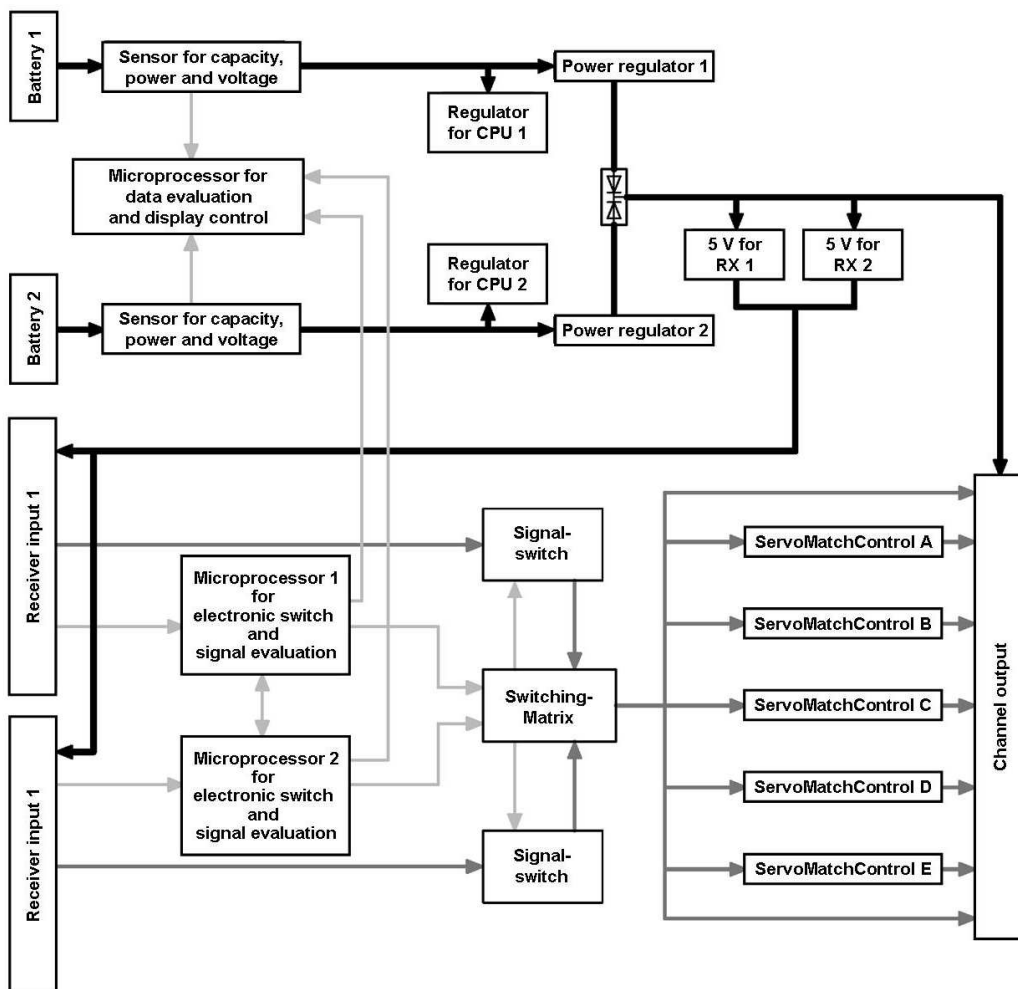 Battery 1
Sensor for capacity,
power and voltage
Power regulator 1
Regulator
for CPU 1
Microprocessor for
data evaluation
and display control
5 V for
RX 1
5 V for
RX 2
Regulator
for CPU 2
Battery 2
Sensor for capacity,
power and voltage
Power regulator 2
Receiver input 1
Signal-
switch
ServoMatchControl A
Microprocessor 1
for
electronic switch
and
signal evaluation
ServoMatchControl B
Switching-
Matrix
ServoMatchControl C
Channel output
Receiver input 1
Microprocessor 2
for
electronic switch
and
signal evaluation
ServoMatchControl D
Signal-
switch
ServoMatchControl E